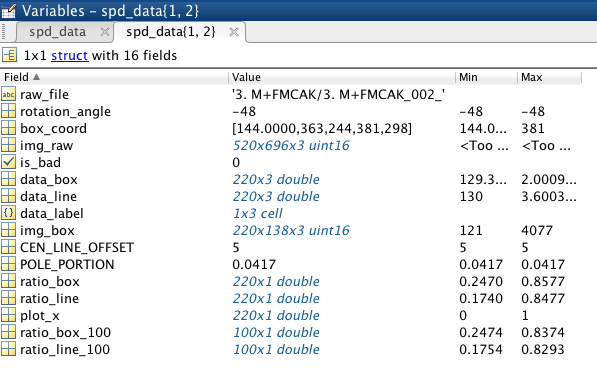 Variables - spd_data{1, 2}
spd_data spd_data{1, 2}
1x1 struct with 16 fields
Field Value Min Max
abc raw_file '3. M+FMCAK/3. M+FMCAK_002_'
rotation_angle -48 -48 -48
box_coord [144.0000,363,244,381,298] 144.0... 381
img_raw 520x696x3 uint16 <Too ... <Too ...
is_bad 0
data_box 220x3 double 129.3... 2.0009...
data_line 220x3 double 130 3.6003...
{} data_label 1x3 cell
img_box 220x138x3 uint16 121 4077
CEN_LINE_OFFSET 5 5 5
POLE_PORTION 0.0417 0.0417 0.0417
ratio_box 220x1 double 0.2470 0.8577
ratio_line 220x1 double 0.1740 0.8477
plot_x 220x1 double 0 1
ratio_box_100 100x1 double 0.2474 0.8374
ratio_line_100 100x1 double 0.1754 0.8293